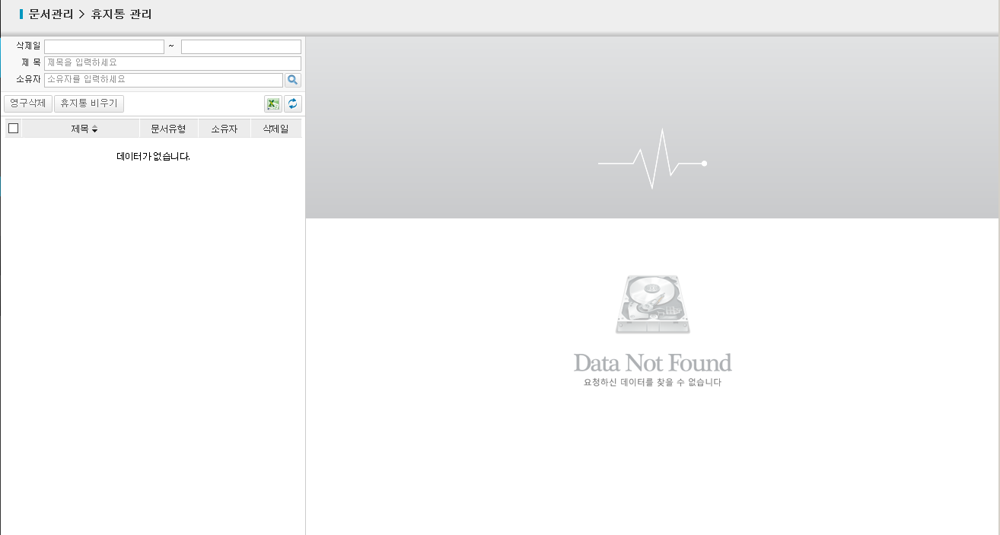 문서관리 > 휴지통 관리
삭제일 ~
제 목 제목을 입력하세요
소유자 소유자를 입력하세요
영구삭제 휴지통 비우기
제목 문서유형 소유자 삭제일
데이터가 없습니다.
Data Not Found
요청하신 데이터를 찾을 수 없습니다